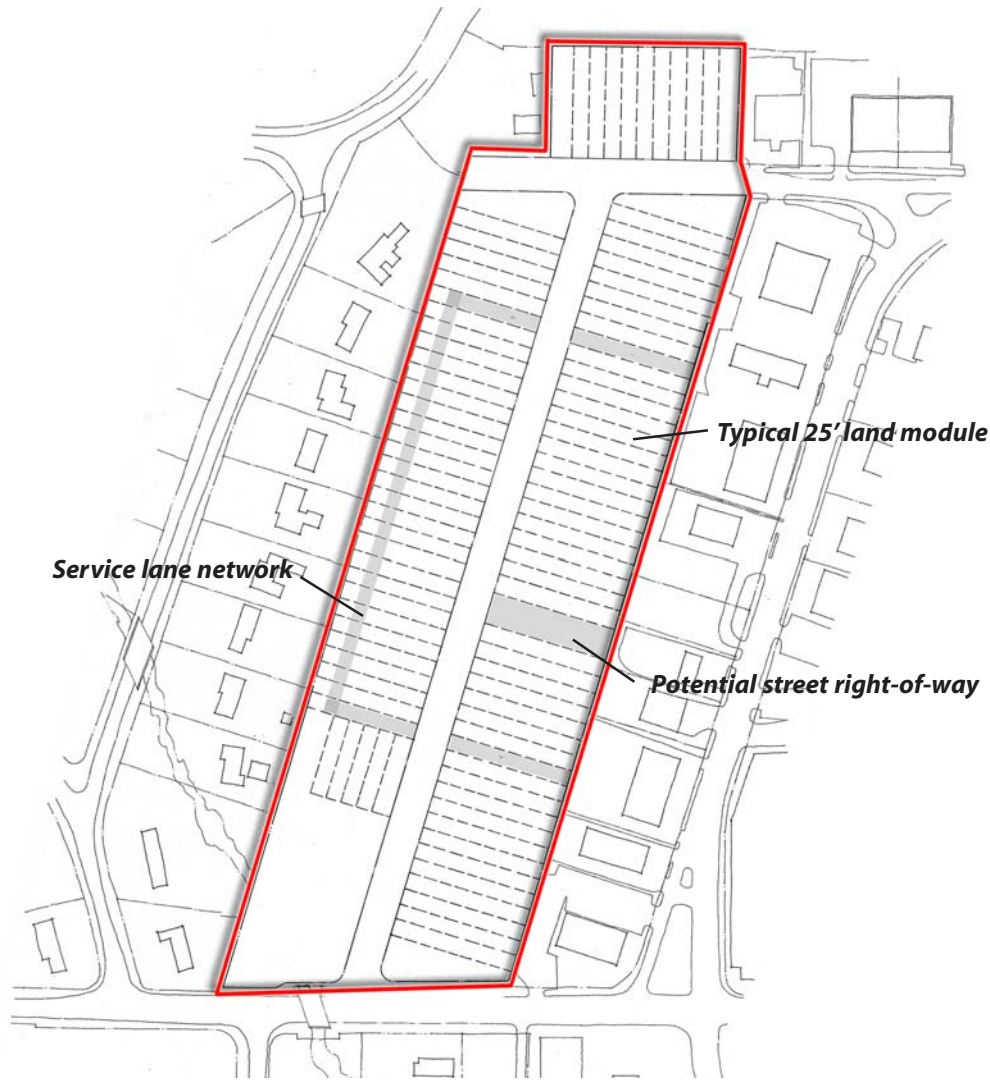 Typical 25' land module
Service lane network
Potential street right-of-way